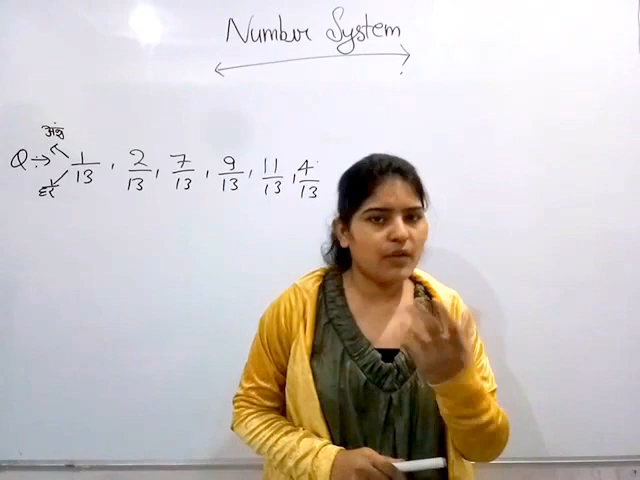 Number System
अंश
Q ÷→ 1/13 , 2/13 , 7/13 , 9/13 , 11/13 , 4/13
हर